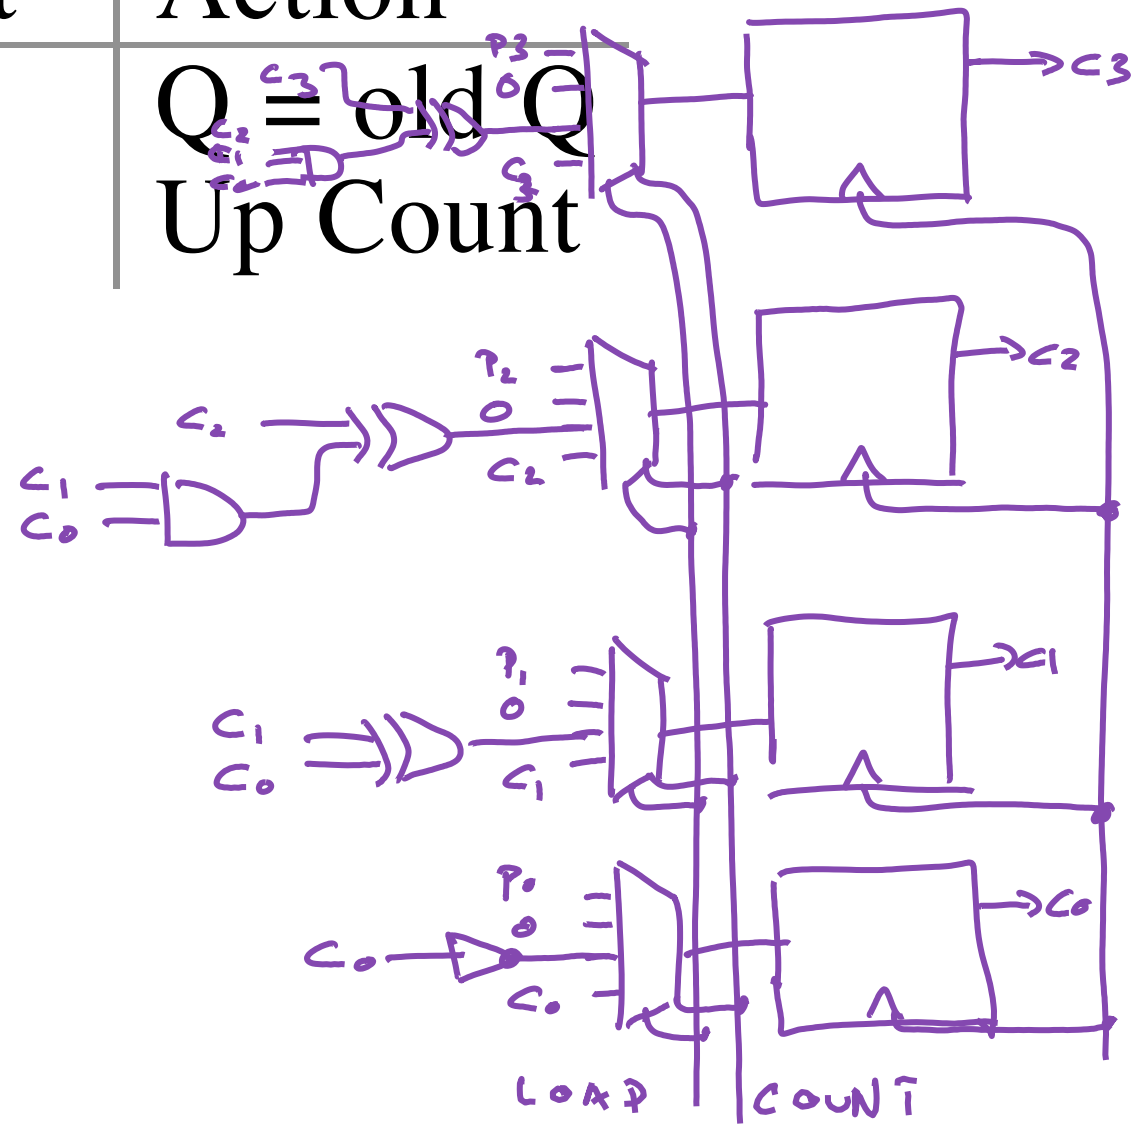 t Action
Q = old Q
Up Count
P3
0
C3
C3
C2
C1
C0
C3
P2
0
C2
C2
C1
C0
C2
P1
0
C1
C1
C0
C1
P0
0
C0
C0
C0
LOAD COUNT